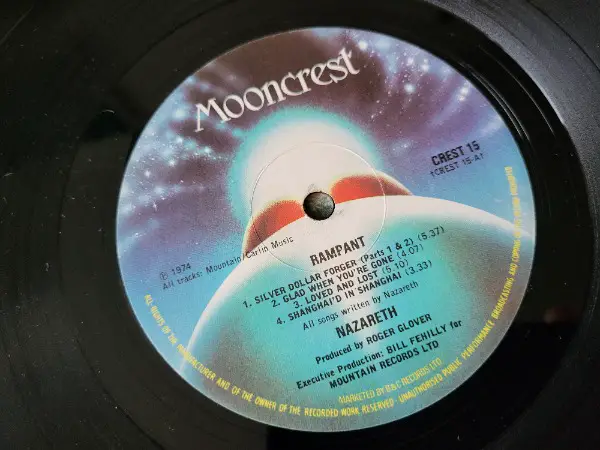 Mooncrest
CREST 15
(CREST 15-A)
℗ 1974
All tracks: Mountain/Carlin Music
RAMPANT
1. SILVER DOLLAR FORGER (Parts 1 & 2) (5.37)
2. GLAD WHEN YOU'RE GONE (4.07)
3. LOVED AND LOST (5.10)
4. SHANGHAI'D IN SHANGHAI (3.33)
All songs written by Nazareth
NAZARETH
Produced by ROGER GLOVER
Executive Production: BILL FEHILLY for
MOUNTAIN RECORDS LTD
MARKETED BY B&C RECORDS LTD
ALL RIGHTS OF THE MANUFACTURER AND OF THE OWNER OF THE RECORDED WORK RESERVED · UNAUTHORISED PUBLIC PERFORMANCE BROADCASTING AND COPYING OF THIS RECORD PROHIBITED